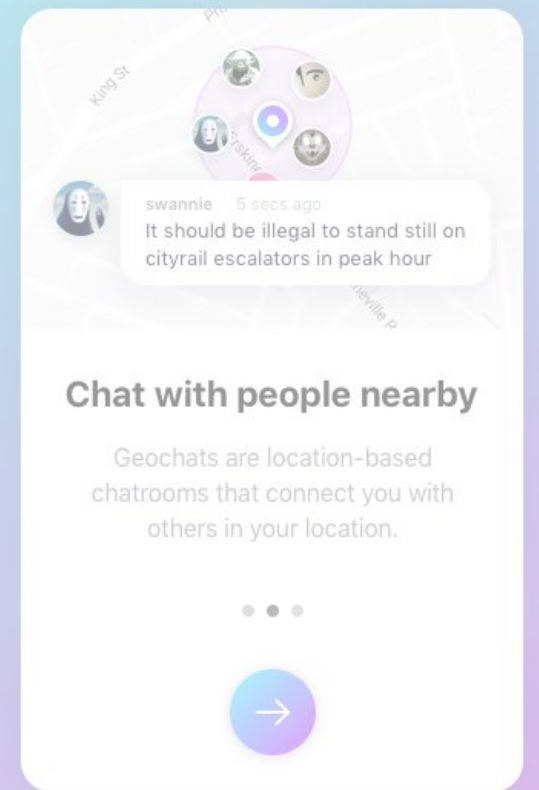 King St
swannie 5 secs ago
It should be illegal to stand still on
cityrail escalators in peak hour
Chat with people nearby
Geochats are location-based
chatrooms that connect you with
others in your location.